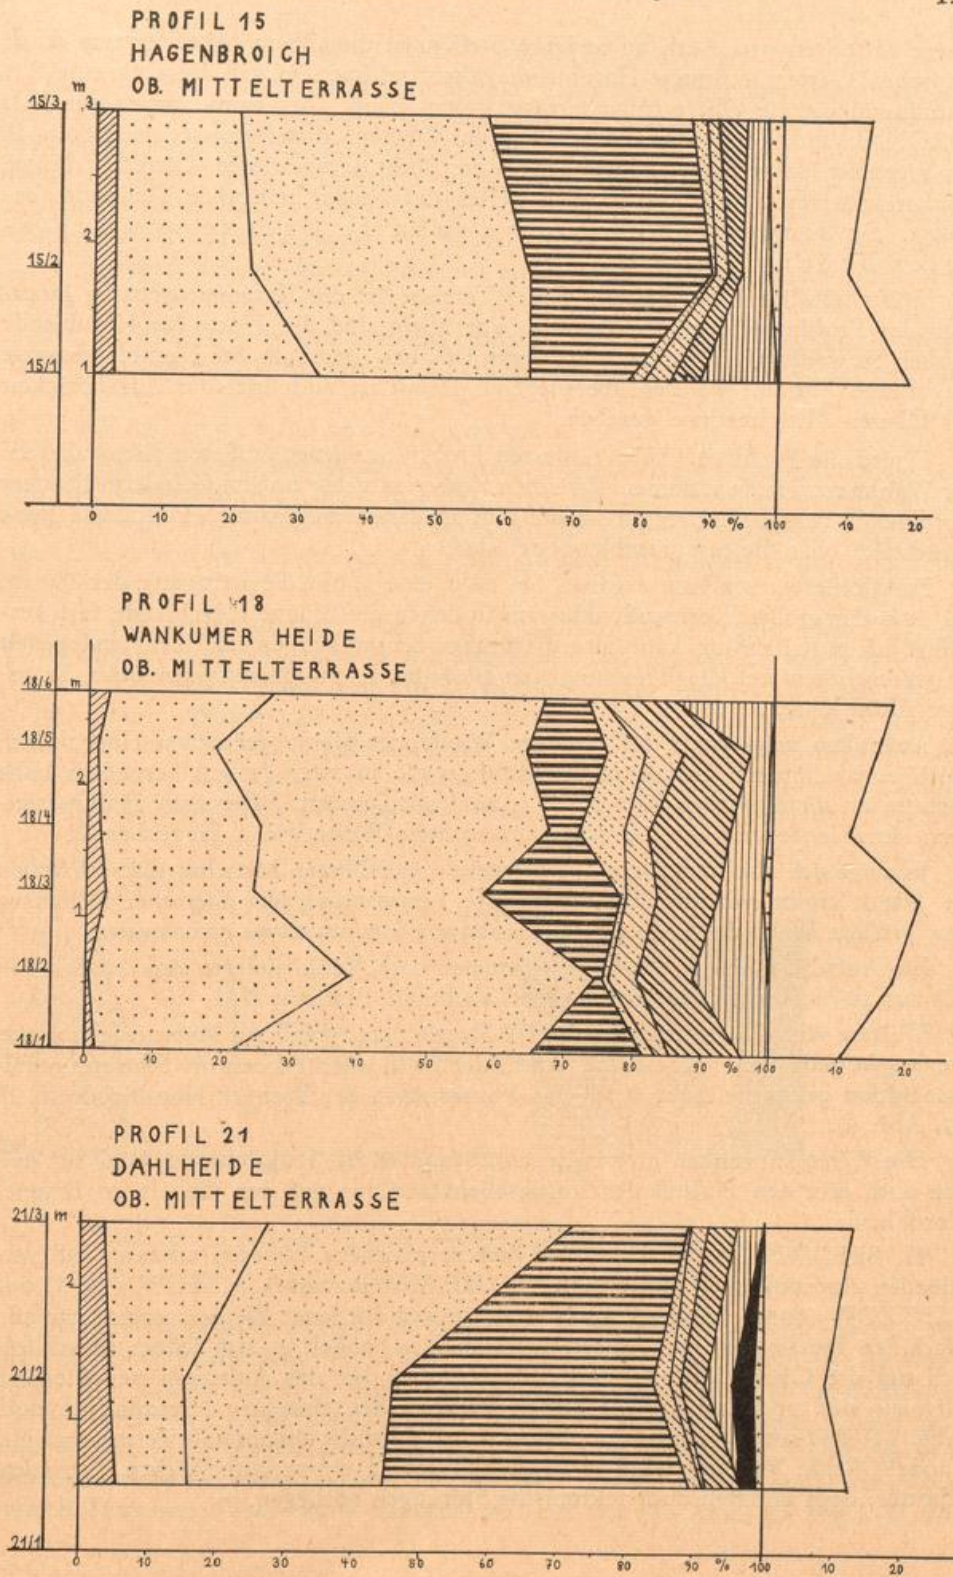 PROFIL 15
HAGENBROICH
OB. MITTELTERRASSE
15/3 m 3
2
15/2
15/1 1
0 10 20 30 40 50 60 70 80 90 % 100 10 20
PROFIL 18
WANKUMER HEIDE
OB. MITTELTERRASSE
18/6 m
18/5
2
18/4
18/3
1
18/2
18/1
0 10 20 30 40 50 60 70 80 90 % 100 10 20
PROFIL 21
DAHLHEIDE
OB. MITTELTERRASSE
21/3 m
2
21/2
1
21/1
0 10 20 30 40 50 60 70 80 90 % 100 10 20